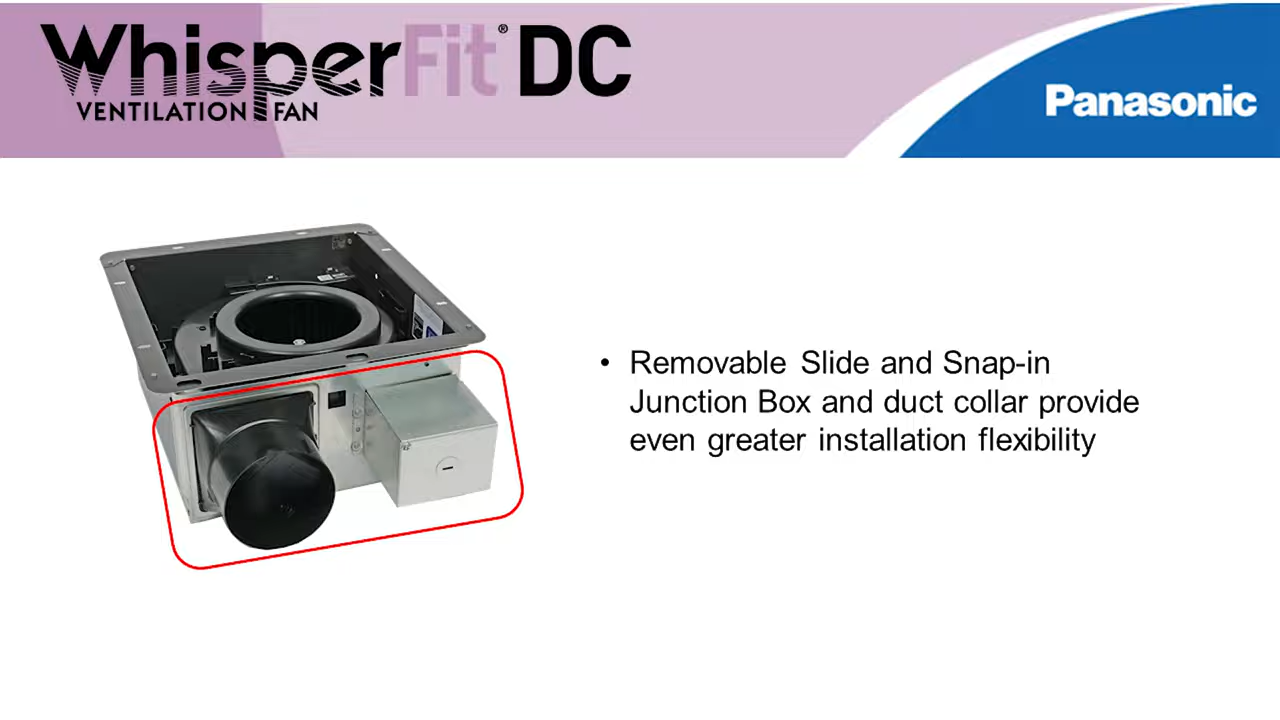 WhisperFit® DC
VENTILATION FAN
Panasonic
• Removable Slide and Snap-in
Junction Box and duct collar provide
even greater installation flexibility